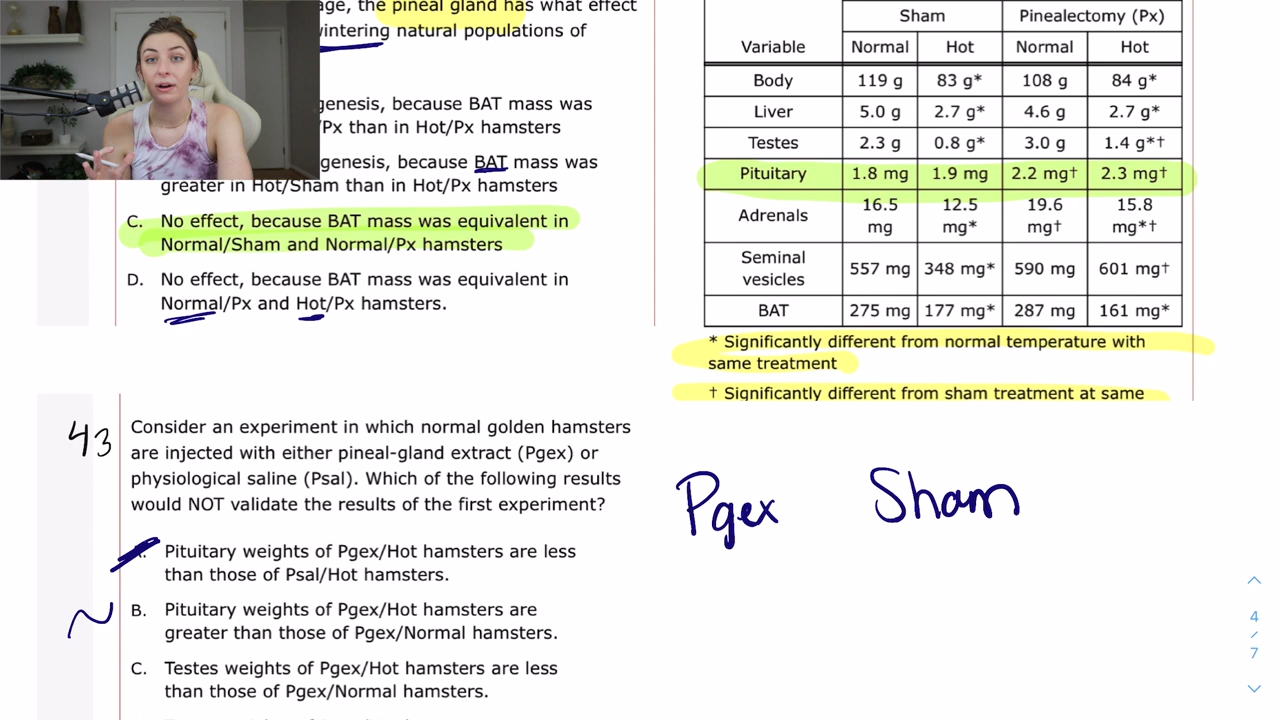 age, the pineal gland has what effect
wintering natural populations of
genesis, because BAT mass was
/Px than in Hot/Px hamsters
genesis, because BAT mass was
greater in Hot/Sham than in Hot/Px hamsters
C. No effect, because BAT mass was equivalent in
Normal/Sham and Normal/Px hamsters
D. No effect, because BAT mass was equivalent in
Normal/Px and Hot/Px hamsters.
Sham Pinealectomy (Px)
Variable Normal Hot Normal Hot
Body 119 g 83 g* 108 g 84 g*
Liver 5.0 g 2.7 g* 4.6 g 2.7 g*
Testes 2.3 g 0.8 g* 3.0 g 1.4 g*†
Pituitary 1.8 mg 1.9 mg 2.2 mg† 2.3 mg†
Adrenals 16.5 mg 12.5 mg* 19.6 mg† 15.8 mg*†
Seminal vesicles 557 mg 348 mg* 590 mg 601 mg†
BAT 275 mg 177 mg* 287 mg 161 mg*
* Significantly different from normal temperature with
same treatment
† Significantly different from sham treatment at same
43
Consider an experiment in which normal golden hamsters
are injected with either pineal-gland extract (Pgex) or
physiological saline (Psal). Which of the following results
would NOT validate the results of the first experiment?
Pituitary weights of Pgex/Hot hamsters are less
than those of Psal/Hot hamsters.
B. Pituitary weights of Pgex/Hot hamsters are
greater than those of Pgex/Normal hamsters.
C. Testes weights of Pgex/Hot hamsters are less
than those of Pgex/Normal hamsters.
Pgex Sham
4
/
7